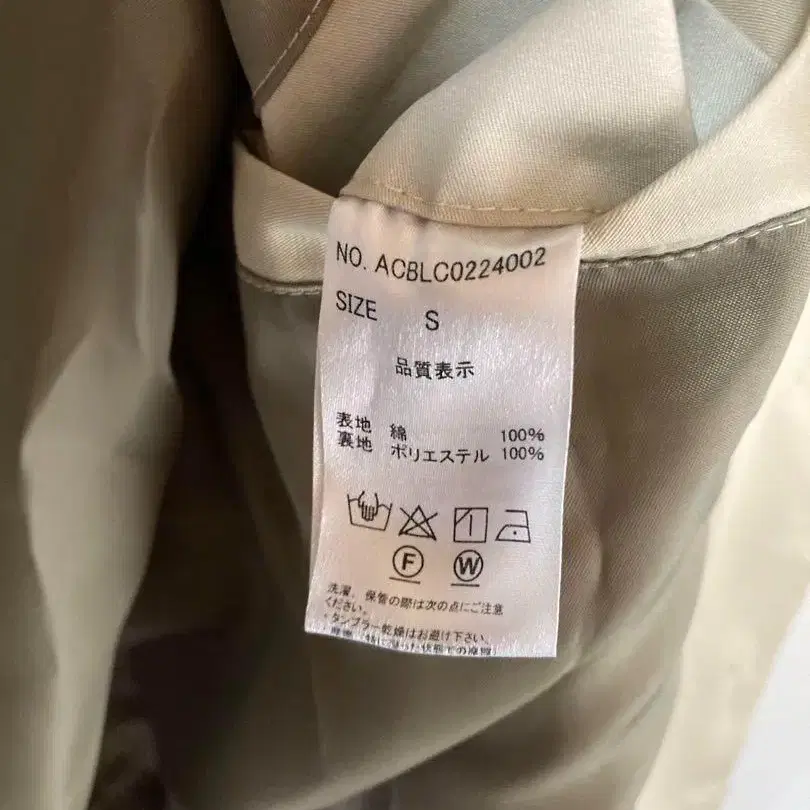 NO. ACBLC0224002
SIZE S
品質表示
表地 綿 100%
裏地 ポリエステル 100%
F W
洗濯、保管の際は次の点にご注意
ください。
・タンブラー乾燥はお避け下さい。